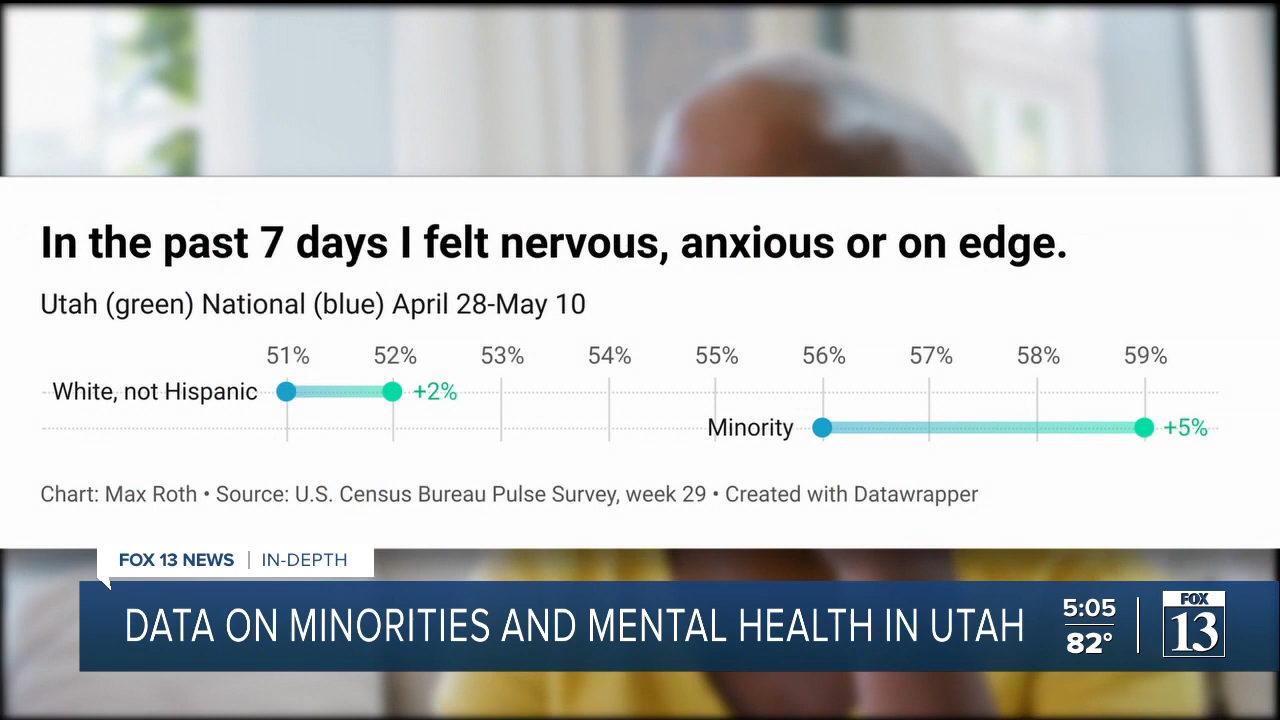 In the past 7 days I felt nervous, anxious or on edge.
Utah (green) National (blue) April 28-May 10
51% 52% 53% 54% 55% 56% 57% 58% 59%
White, not Hispanic +2%
Minority +5%
Chart: Max Roth • Source: U.S. Census Bureau Pulse Survey, week 29 • Created with Datawrapper
FOX 13 NEWS | IN-DEPTH
DATA ON MINORITIES AND MENTAL HEALTH IN UTAH
5:05
82°
FOX
13